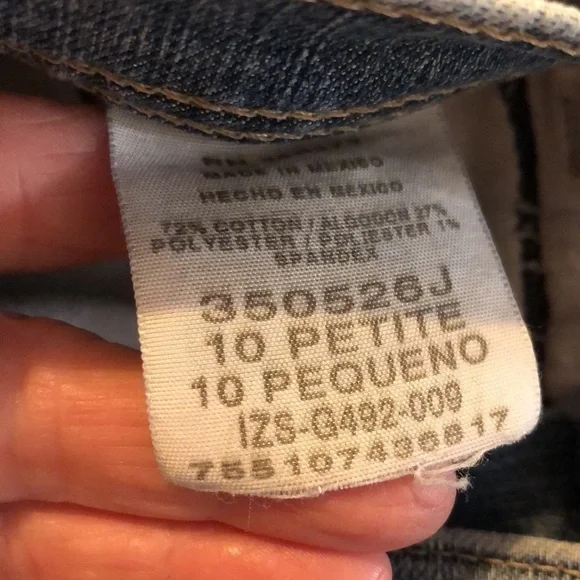 MADE IN MEXICO
HECHO EN MEXICO
72% COTTON / ALGODON 27%
POLYESTER / POLIESTER 1%
SPANDEX
350526J
10 PETITE
10 PEQUENO
IZS-G492-009
755107436817